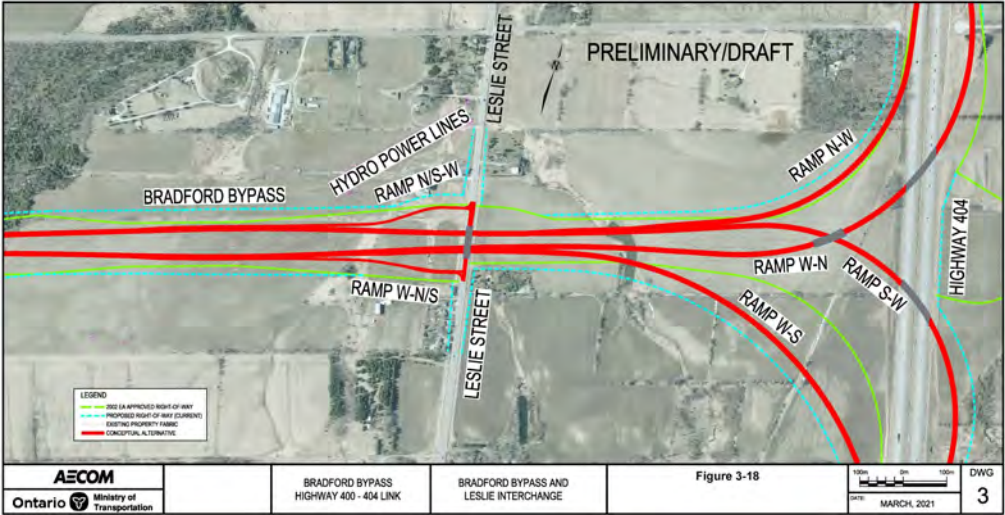 PRELIMINARY/DRAFT
LESLIE STREET
HYDRO POWER LINES
RAMP N/S-W
BRADFORD BYPASS
RAMP N-W
HIGHWAY 404
RAMP W-N
RAMP S-W
RAMP W-N/S
RAMP W-S
LESLIE STREET
LEGEND
2002 EA APPROVED RIGHT-OF-WAY
PROPOSED RIGHT-OF-WAY (CURRENT)
EXISTING PROPERTY FABRIC
CONCEPTUAL ALTERNATIVE
AECOM
Ontario Ministry of
Transportation
BRADFORD BYPASS
HIGHWAY 400 - 404 LINK
BRADFORD BYPASS AND
LESLIE INTERCHANGE
Figure 3-18
100m 0m 100m
DATE:
MARCH, 2021
DWG
3